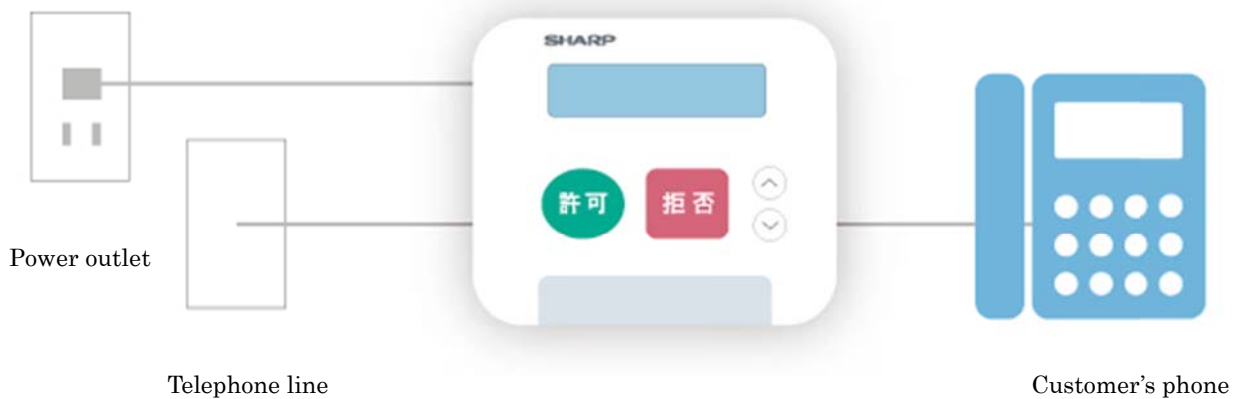 SHARP
許可
拒否
Power outlet
Telephone line
Customer's phone